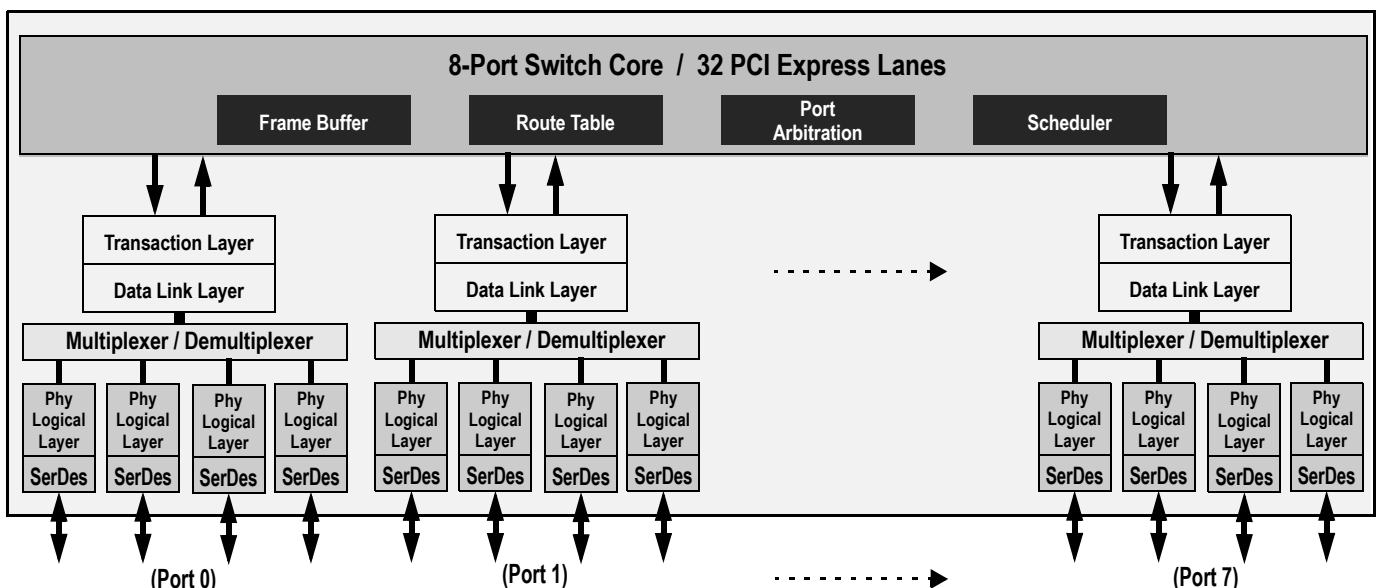 8-Port Switch Core / 32 PCI Express Lanes
Frame Buffer
Route Table
Port
Arbitration
Scheduler
Transaction Layer
Data Link Layer
Multiplexer / Demultiplexer
Phy
Logical
Layer
SerDes
Phy
Logical
Layer
SerDes
Phy
Logical
Layer
SerDes
Phy
Logical
Layer
SerDes
(Port 0)
Transaction Layer
Data Link Layer
Multiplexer / Demultiplexer
Phy
Logical
Layer
SerDes
Phy
Logical
Layer
SerDes
Phy
Logical
Layer
SerDes
Phy
Logical
Layer
SerDes
(Port 1)
Transaction Layer
Data Link Layer
Multiplexer / Demultiplexer
Phy
Logical
Layer
SerDes
Phy
Logical
Layer
SerDes
Phy
Logical
Layer
SerDes
Phy
Logical
Layer
SerDes
(Port 7)